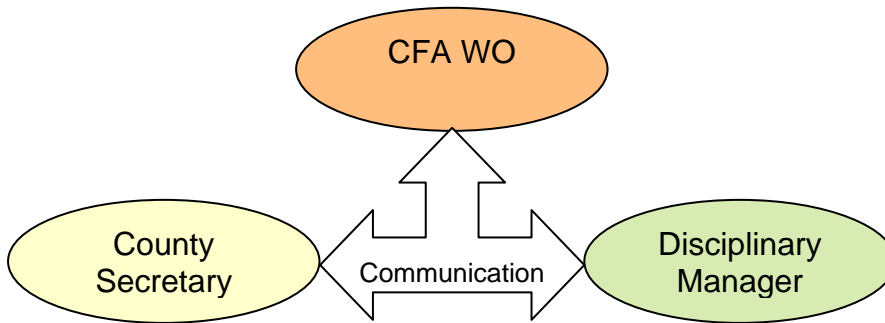 CFA WO
County
Secretary
Communication
Disciplinary
Manager